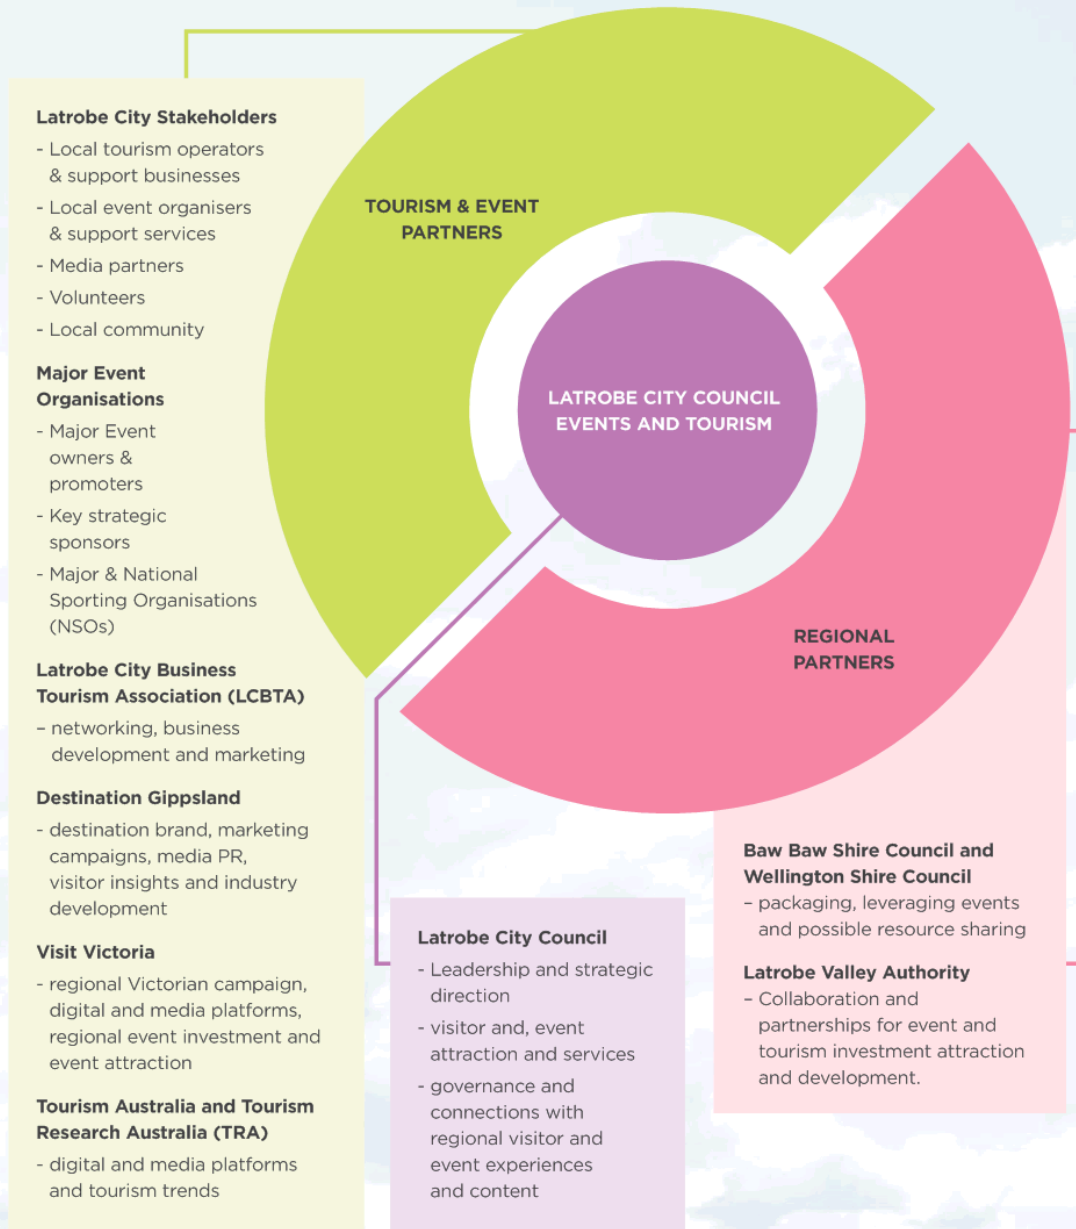 TOURISM & EVENT
PARTNERS
LATROBE CITY COUNCIL
EVENTS AND TOURISM
REGIONAL
PARTNERS
Latrobe City Stakeholders
- Local tourism operators
& support businesses
- Local event organisers
& support services
- Media partners
- Volunteers
- Local community
Major Event
Organisations
- Major Event
owners &
promoters
- Key strategic
sponsors
- Major & National
Sporting Organisations
(NSOs)
Latrobe City Business
Tourism Association (LCBTA)
– networking, business
development and marketing
Destination Gippsland
- destination brand, marketing
campaigns, media PR,
visitor insights and industry
development
Visit Victoria
- regional Victorian campaign,
digital and media platforms,
regional event investment and
event attraction
Tourism Australia and Tourism
Research Australia (TRA)
- digital and media platforms
and tourism trends
Latrobe City Council
- Leadership and strategic
direction
- visitor and, event
attraction and services
- governance and
connections with
regional visitor and
event experiences
and content
Baw Baw Shire Council and
Wellington Shire Council
– packaging, leveraging events
and possible resource sharing
Latrobe Valley Authority
– Collaboration and
partnerships for event and
tourism investment attraction
and development.